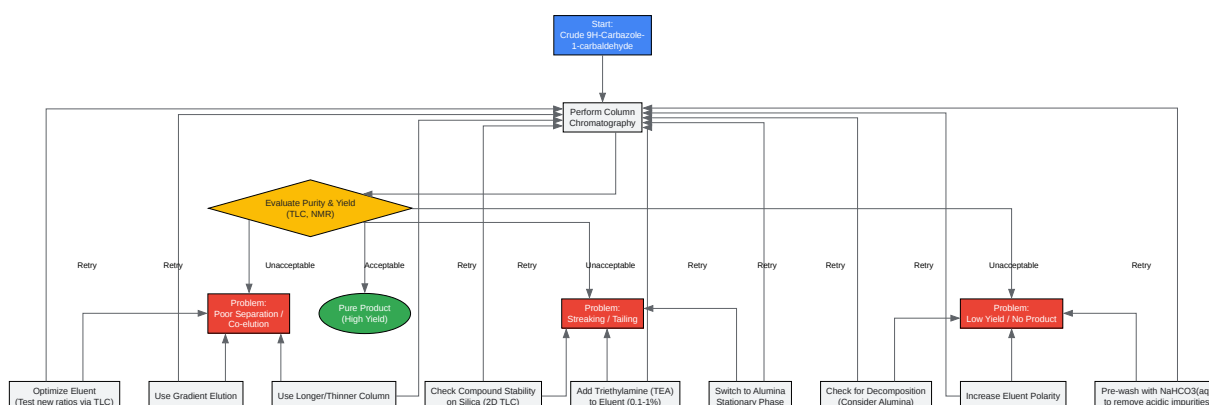 Start:
Crude 9H-Carbazole-
1-carbaldehyde
Perform Column
Chromatography
Evaluate Purity & Yield
(TLC, NMR)
Retry
Retry
Unacceptable
Acceptable
Retry
Retry
Unacceptable
Retry
Retry
Retry
Retry
Unacceptable
Retry
Problem:
Poor Separation /
Co-elution
Pure Product
(High Yield)
Problem:
Streaking / Tailing
Problem:
Low Yield / No Product
Optimize Eluent
(Test new ratios via TLC)
Use Gradient Elution
Use Longer/Thinner Column
Check Compound Stability
on Silica (2D TLC)
Add Triethylamine (TEA)
to Eluent (0.1-1%)
Switch to Alumina
Stationary Phase
Check for Decomposition
(Consider Alumina)
Increase Eluent Polarity
Pre-wash with NaHCO3(aq
to remove acidic impurities